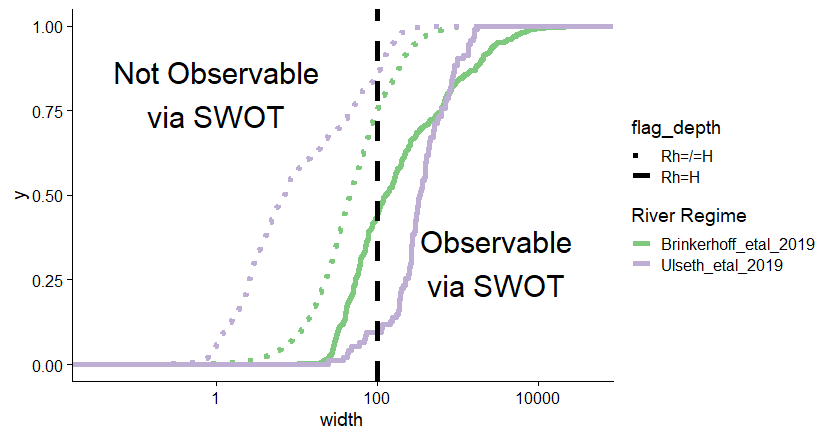 1.00
0.75
0.50
0.25
0.00
y
Not Observable
via SWOT
Observable
via SWOT
1
100
10000
width
flag_depth
Rh=/=H
Rh=H
River Regime
Brinkerhoff_etal_2019
Ulseth_etal_2019